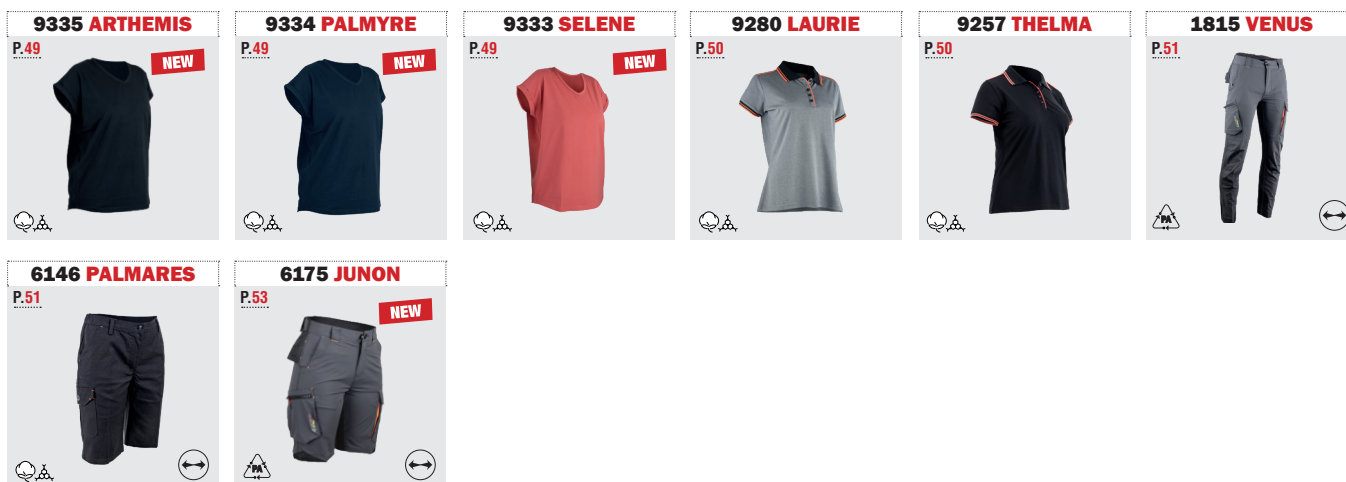 9335 ARTHEMIS
P.49
NEW
9334 PALMYRE
P.49
NEW
9333 SELENE
P.49
NEW
9280 LAURIE
P.50
9257 THELMA
P.50
1815 VENUS
P.51
PA
6146 PALMARES
P.51
6175 JUNON
P.53
NEW
PA